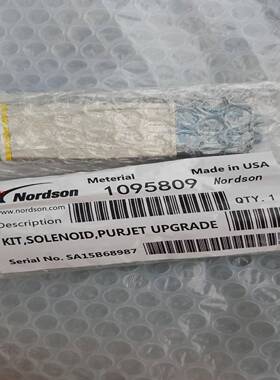 Meterial
Made in USA
Nordson
1095809
Nordson
www.nordson.com
Description
QTY. 1
KIT,SOLENOID,PURJET UPGRADE
Serial No. SA15B68987